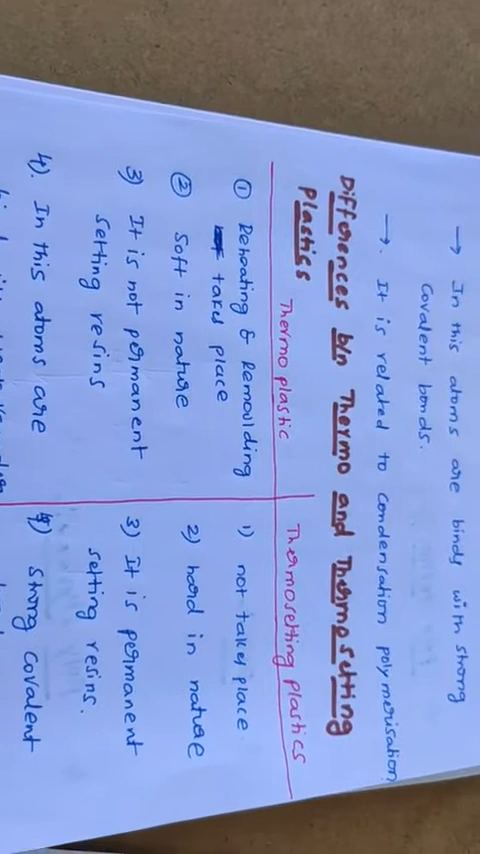 → In this atoms are binds with strong
covalent bonds.
→. It is related to condensation polymerisation
Differences b/n Thermo and Thermosetting
Plastics
Thermo plastic
Thermosetting plastics
① Reheating & Remoulding
takes place
② Soft in nature
3) It is not permanent
setting resins
4). In this atoms are
1) not takes place.
2) hard in nature
3) It is permanent
setting resins.
4) Strong covalent